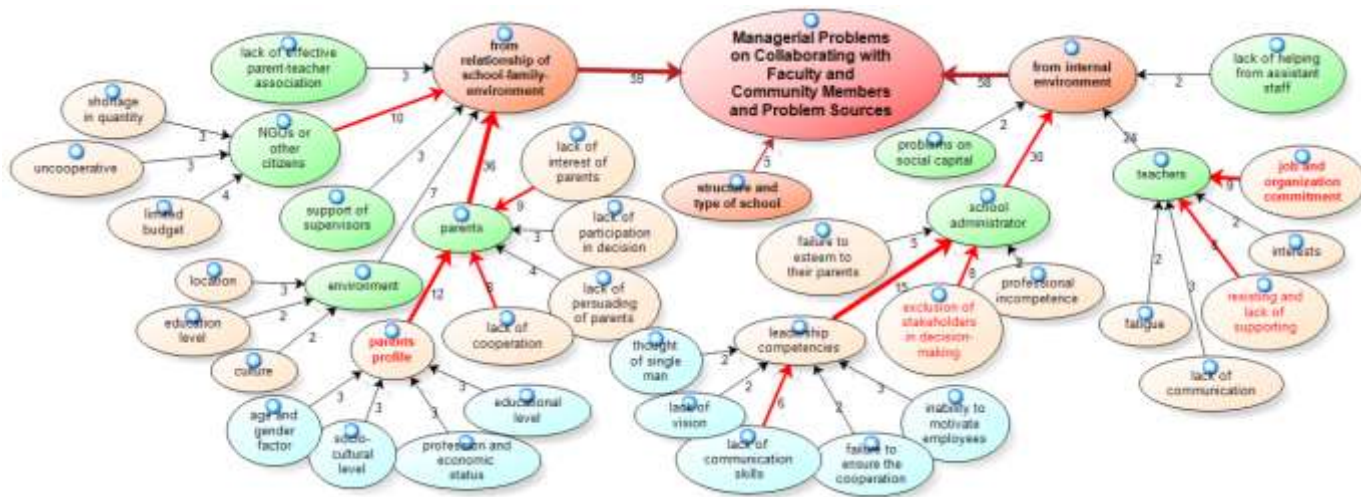 lack of effective
parent-teacher
association
3
from
relationship of
school-family-
environment
59
Managerial Problems
on Collaborating with
Faculty and
Community Members
and Problem Sources
58
from internal
environment
2
lack of helping
from assistant
staff
shortage
in quantity
3
uncooperative
3
limited
budget
4
NGOs or
other
citizens
10
support of
supervisors
3
7
36
parents
lack of
interest of
parents
9
lack of
participation
in decision
3
lack of
persuading
of parents
4
lack of
cooperation
8
12
location
3
education
level
2
culture
2
environment
parents
profile
age and
gender
factor
3
socio-
cultural
level
3
profession and
economic
status
3
educational
level
3
structure and
type of school
5
problems on
social capital
2
30
school
administrator
failure to
esteem to
their parents
5
15
exclusion of
stakeholders
in decision-
making
8
professional
incompetence
2
leadership
competencies
thought
of single
man
2
lack of
vision
2
lack of
communication
skills
6
failure to
ensure the
cooperation
2
inability to
motivate
employees
3
24
teachers
job and
organization
commitment
9
interests
2
resisting and
lack of
supporting
fatigue
2
lack of
communication
3